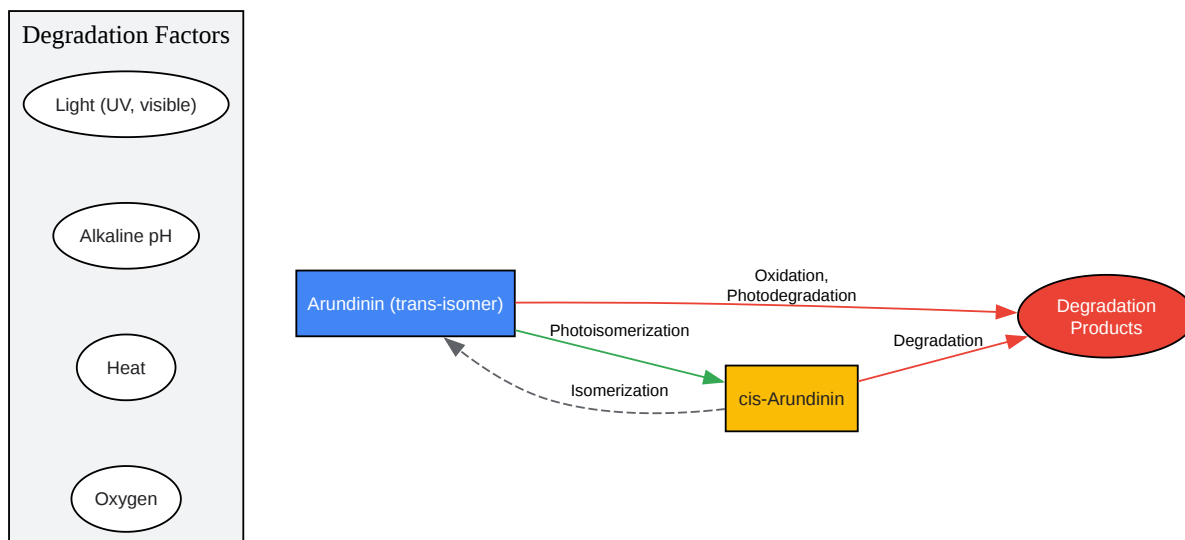 Degradation Factors
Light (UV, visible)
Alkaline pH
Heat
Oxygen
Arundinin (trans-isomer)
Oxidation,
Photodegradation
Photoisomerization
Isomerization
cis-Arundinin
Degradation
Degradation
Products